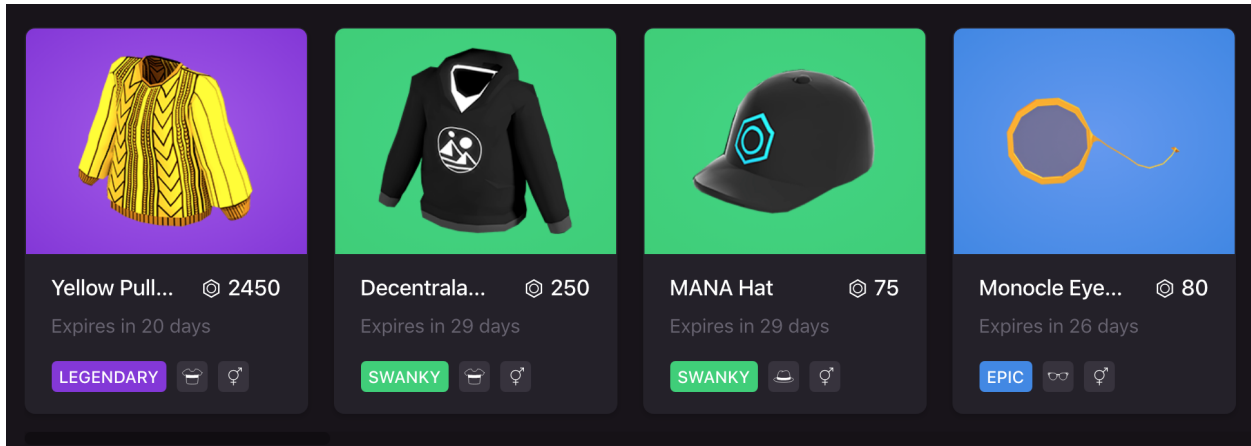 Yellow Pull... 2450
Expires in 20 days
LEGENDARY
Decentrala... 250
Expires in 29 days
SWANKY
MANA Hat 75
Expires in 29 days
SWANKY
Monocle Eye... 80
Expires in 26 days
EPIC